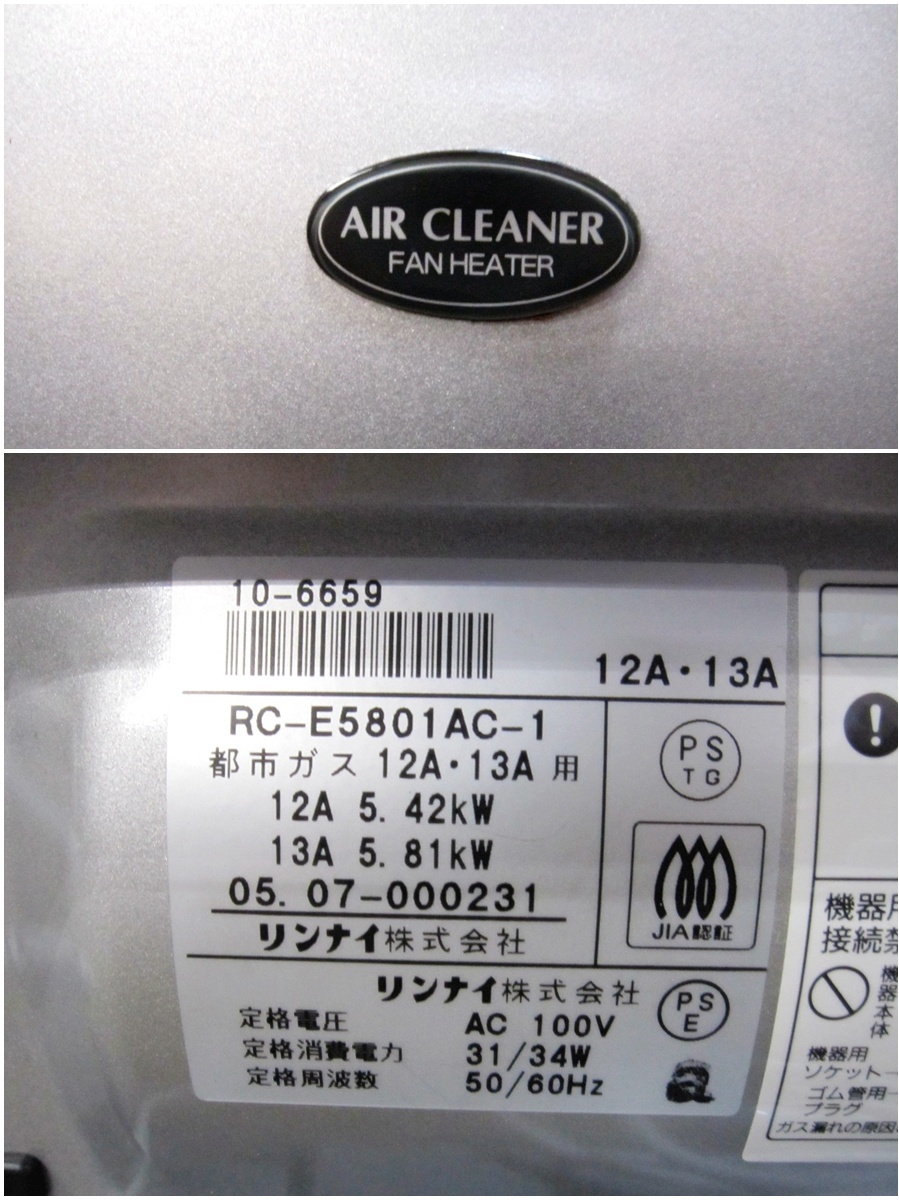 AIR CLEANER
FAN HEATER
10-6659
12A・13A
RC-E5801AC-1
都市ガス 12A・13A 用
12A 5.42kW
13A 5.81kW
05.07-000231
リンナイ株式会社
PS
TG
JIA認証
リンナイ株式会社
定格電圧 AC 100V
定格消費電力 31/34W
定格周波数 50/60Hz
PS
E
!
機器用
接続禁
機器本体
機器用
ソケット
ゴム管用
プラグ
ガス漏れの原因